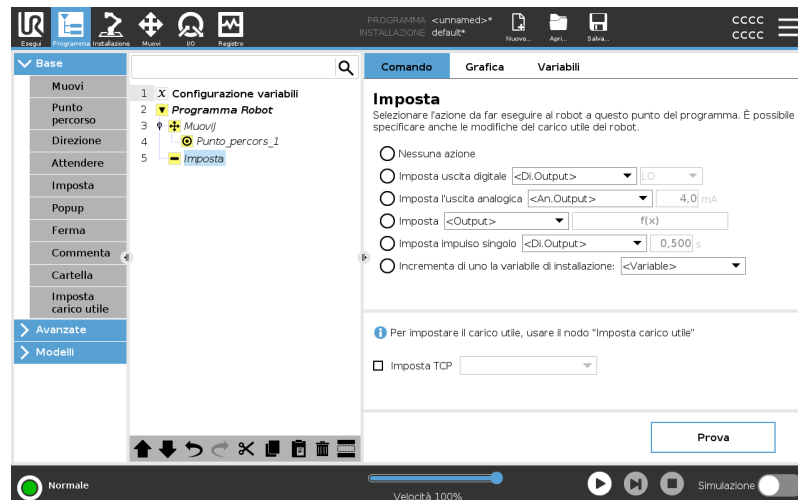 PROGRAMMA <unnamed>*
INSTALLAZIONE default*
UR
Esegui Programma Installazione Muovi I/O Registro Nuovo... Apri... Salva...
CCCC
CCCC
Base
Muovi
Punto
percorso
Direzione
Attendere
Imposta
Popup
Ferma
Commenta
Cartella
Imposta
carico utile
Avanzate
Modelli
1 X Configurazione variabili
2 Programma Robot
3 MuoviJ
4 Punto_percors_1
5 Imposta
Comando Grafica Variabili
Imposta
Selezionare l'azione da far eseguire al robot a questo punto del programma. È possibile
specificare anche le modifiche del carico utile dei robot.
Nessuna azione
Imposta uscita digitale <Di.Output> LO
Imposta l'uscita analogica <An.Output> 4,0 mA
Imposta <Output> f(x)
Imposta impulso singolo <Di.Output> 0,500 s
Incrementa di uno la variabile di installazione: <Variable>
Per impostare il carico utile, usare il nodo "Imposta carico utile"
Imposta TCP
Prova
Normale
Velocità 100%
Simulazione